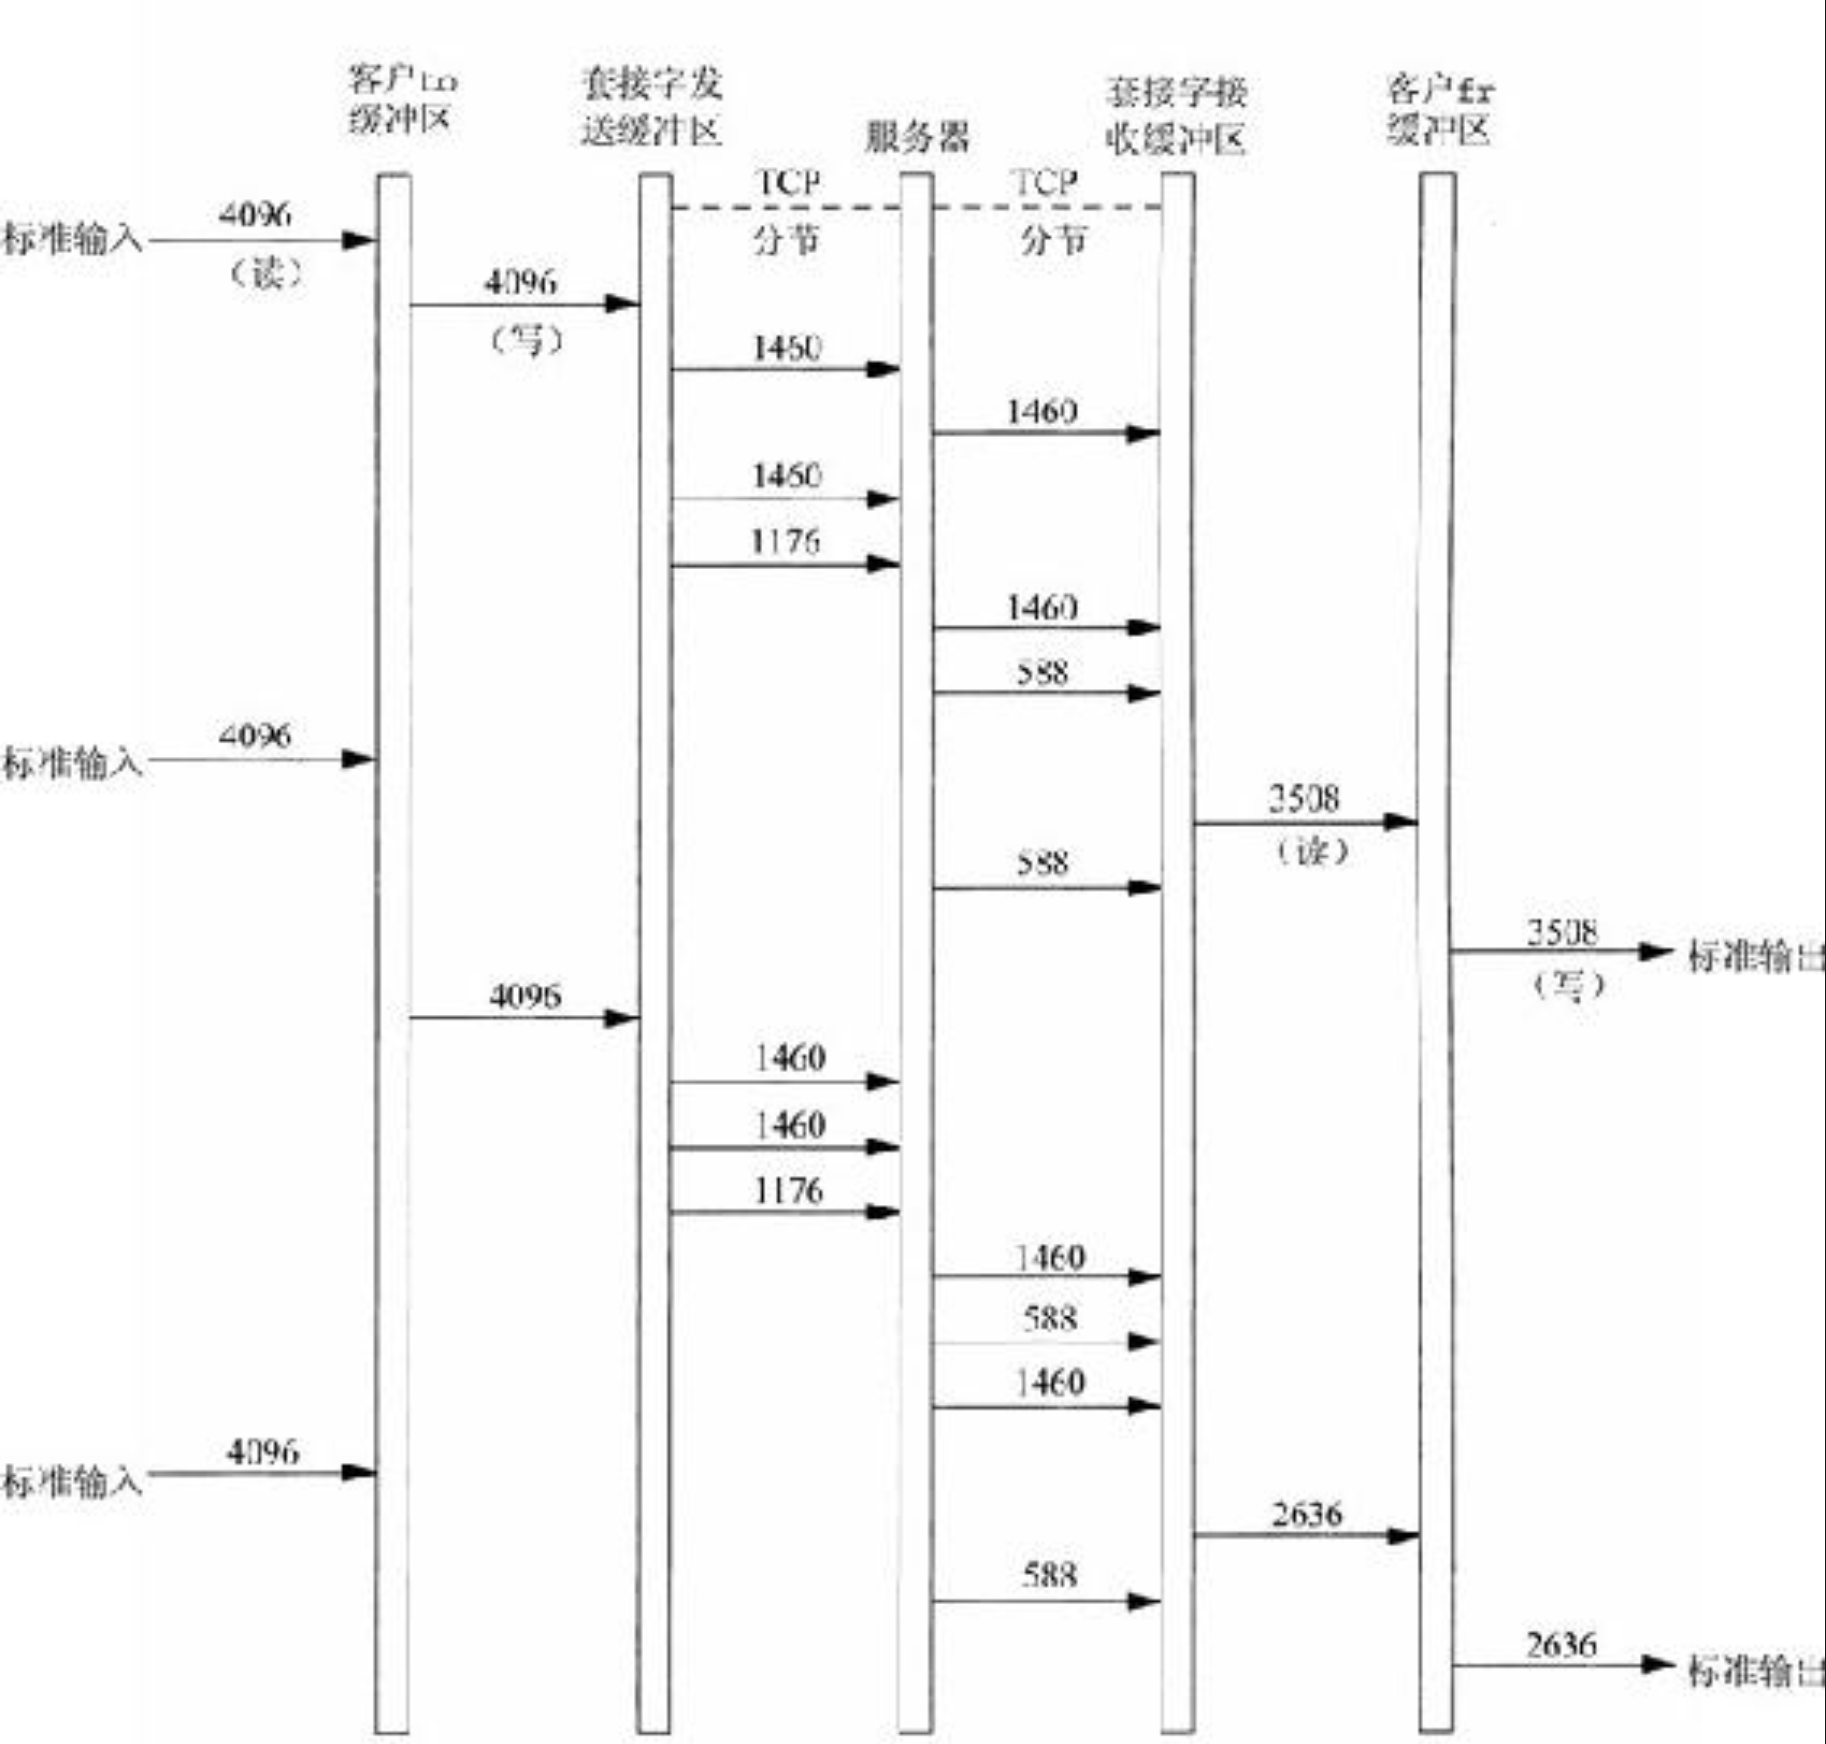 客户to
缓冲区
套接字发
送缓冲区
服务器
套接字接
收缓冲区
客户fr
缓冲区
TCP
分节
TCP
分节
标准输入
4096
(读)
4096
(写)
1460
1460
1460
1176
1460
588
标准输入
4096
3508
(读)
588
3508
(写)
标准输出
4096
1460
1460
1176
1460
588
1460
标准输入
4096
2636
588
2636
标准输出